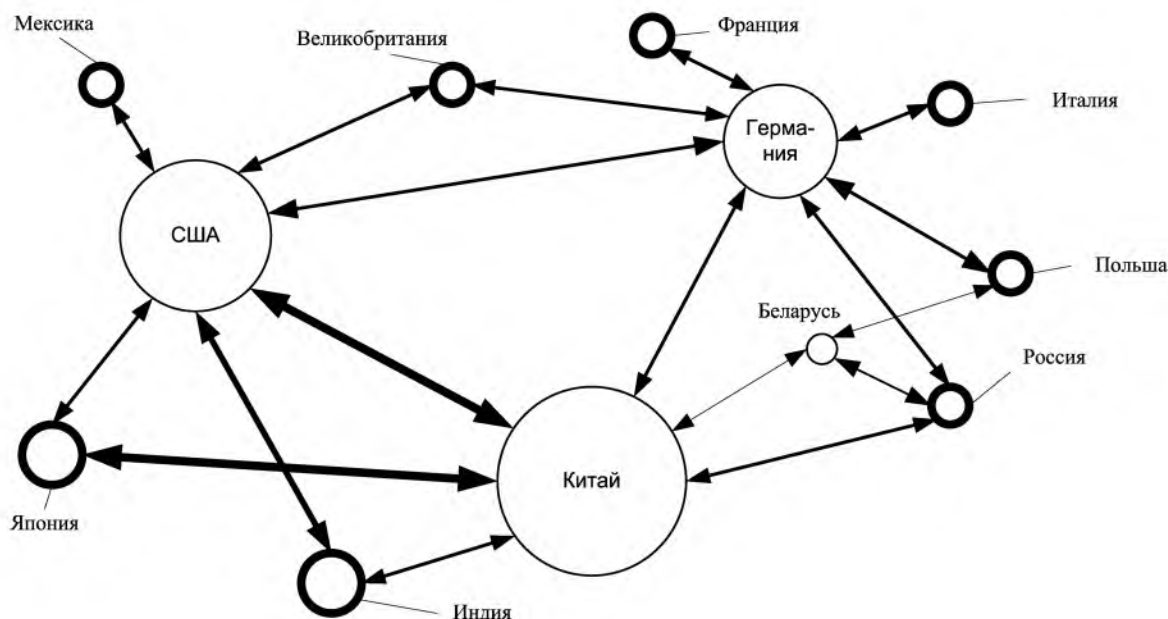 Мексика
Великобритания
Франция
Италия
Герма-
ния
США
Польша
Беларусь
Россия
Китай
Япония
Индия